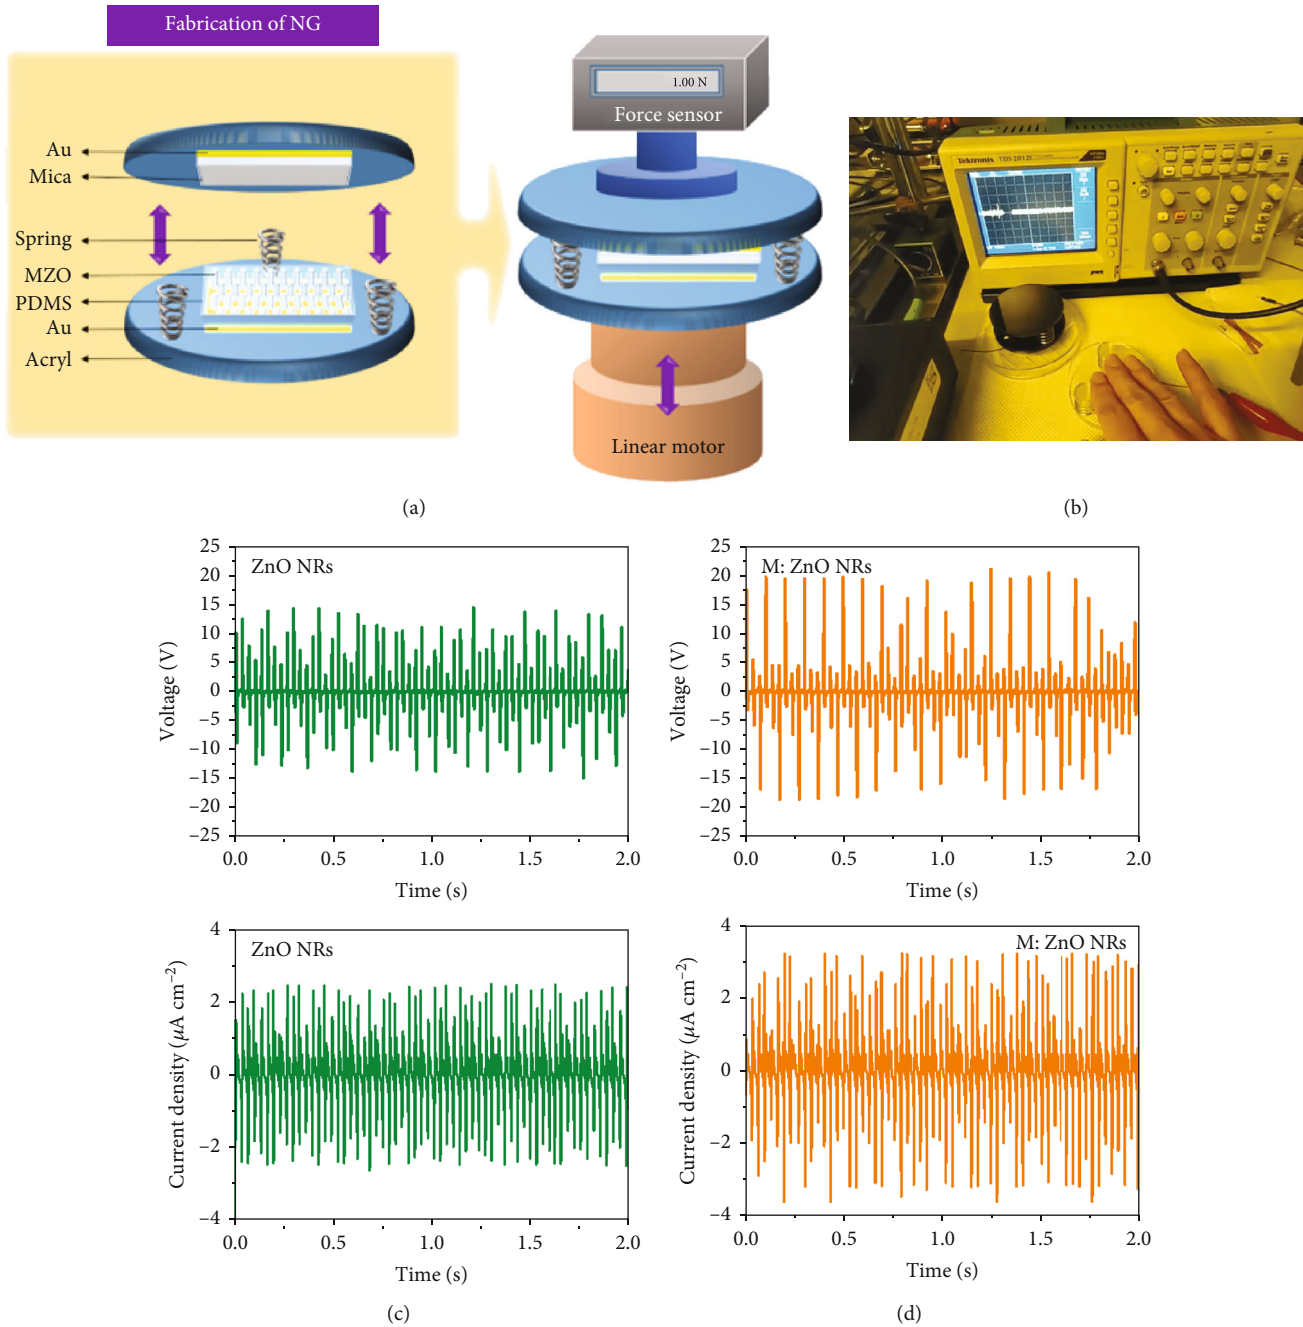 Fabrication of NG
Au
Mica
Spring
MZO
PDMS
Au
Acryl
1.00 N
Force sensor
Linear motor
(a)
Tektronix TDS 2012C
(b)
ZnO NRs
Voltage (V)
25
20
15
10
5
0
−5
−10
−15
−20
−25
0.0 0.5 1.0 1.5 2.0
Time (s)
M: ZnO NRs
Voltage (V)
25
20
15
10
5
0
−5
−10
−15
−20
−25
0.0 0.5 1.0 1.5 2.0
Time (s)
ZnO NRs
Current density (μA cm⁻²)
4
2
0
−2
−4
0.0 0.5 1.0 1.5 2.0
Time (s)
(c)
M: ZnO NRs
Current density (μA cm⁻²)
4
2
0
−2
−4
0.0 0.5 1.0 1.5 2.0
Time (s)
(d)